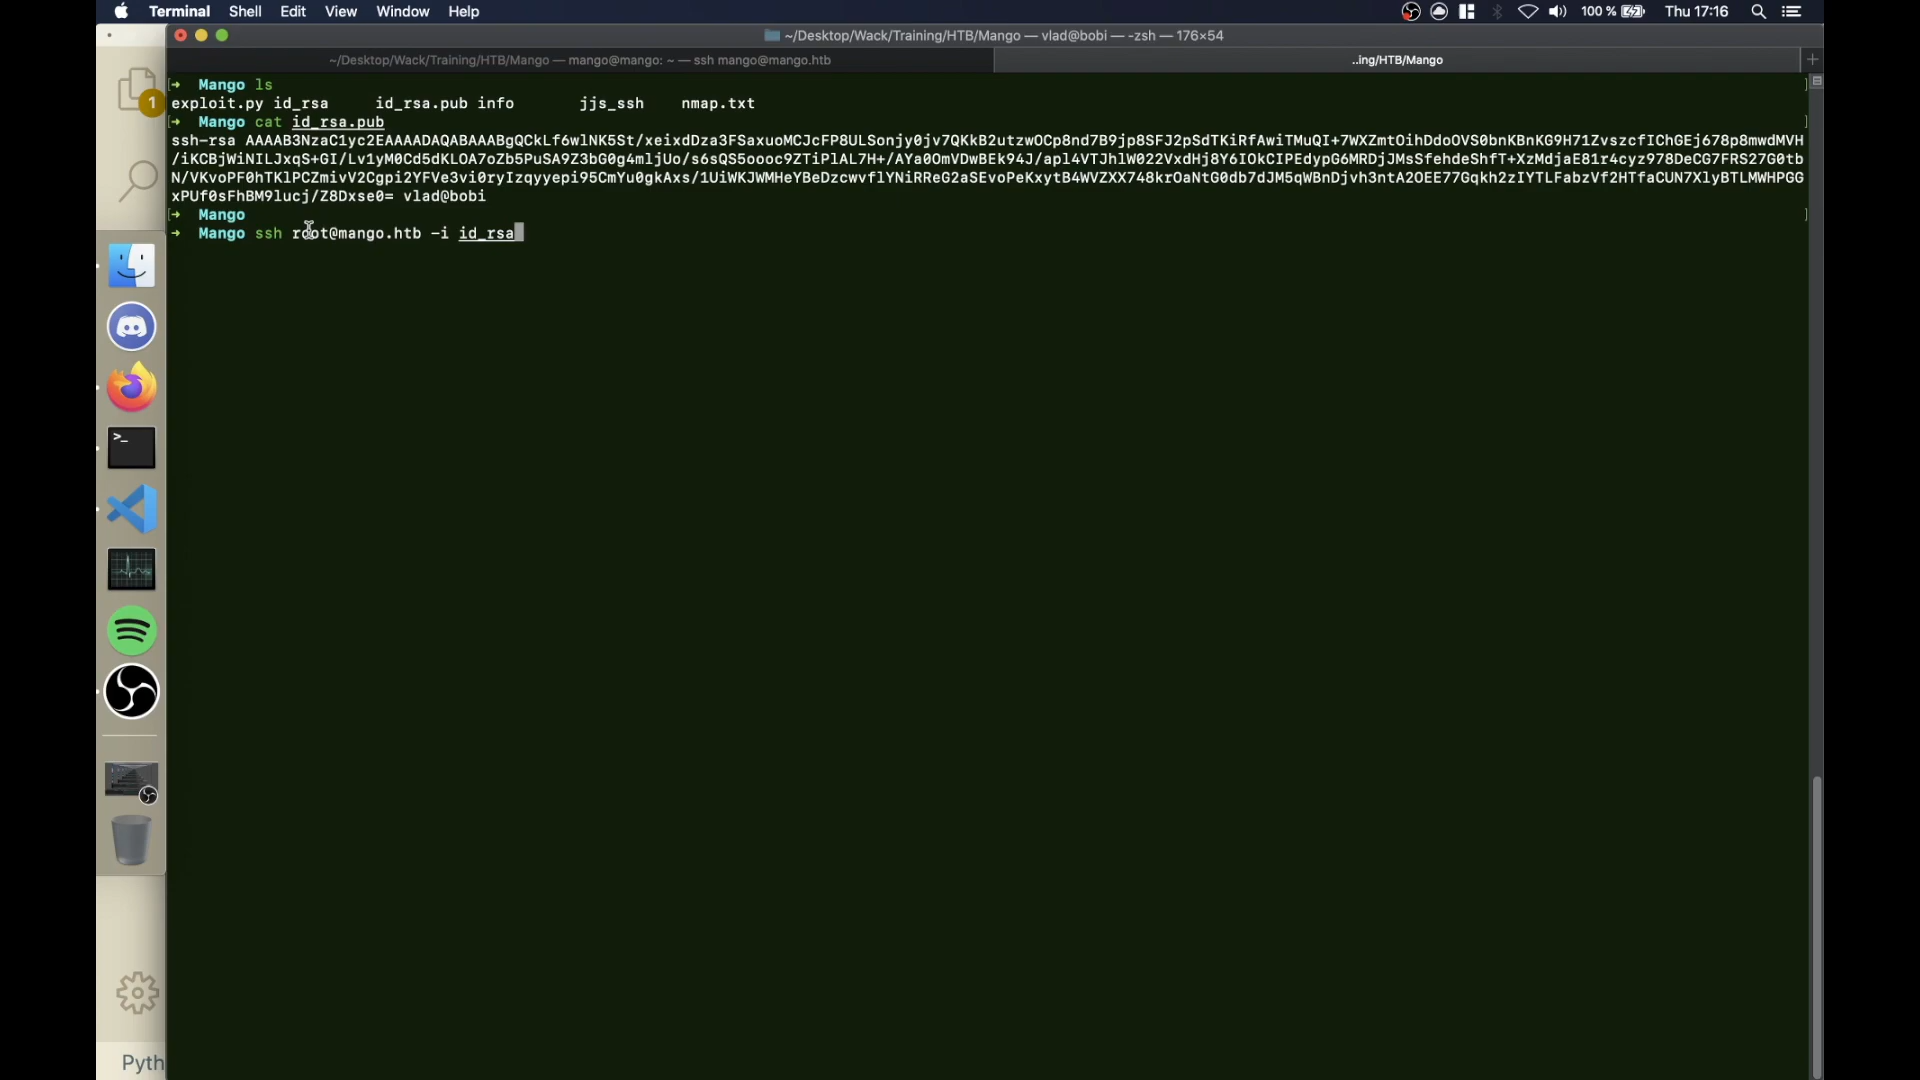 Terminal Shell Edit View Window Help 100 % Thu 17:16
~/Desktop/Wack/Training/HTB/Mango — vlad@bobi — -zsh — 176×54
~/Desktop/Wack/Training/HTB/Mango — mango@mango: ~ — ssh mango@mango.htb ..ing/HTB/Mango
1
[➜ Mango ls ]
exploit.py id_rsa id_rsa.pub info jjs_ssh nmap.txt
[➜ Mango cat id_rsa.pub ]
ssh-rsa AAAAB3NzaC1yc2EAAAADAQABAAABgQCkLf6wlNK5St/xeixdDza3FSaxuoMCJcFP8ULSonjy0jv7QKkB2utzwOCp8nd7B9jp8SFJ2pSdTKiRfAwiTMuQI+7WXZmtOihDdoOVS0bnKBnKG9H71ZvszcfIChGEj678p8mwdMVH
/iKCBjWiNILJxqS+GI/Lv1yM0Cd5dKLOA7oZb5PuSA9Z3bG0g4mljUo/s6sQS5oooc9ZTiPlAL7H+/AYa0OmVDwBEk94J/apl4VTJhlW022VxdHj8Y6IOkCIPEdypG6MRDjJMsSfehdeShfT+XzMdjaE81r4cyz978DeCG7FRS27G0tb
N/VKvoPF0hTKlPCZmivV2Cgpi2YFVe3vi0ryIzqyyepi95CmYu0gkAxs/1UiWKJWMHeYBeDzcwvflYNiRReG2aSEvoPeKxytB4WVZXX748krOaNtG0db7dJM5qWBnDjvh3ntA2OEE77Gqkh2zIYTLFabzVf2HTfaCUN7XlyBTLMWHPGG
xPUf0sFhBM9lucj/Z8Dxse0= vlad@bobi
[➜ Mango ]
➜ Mango ssh root@mango.htb -i id_rsa
>_
Pyth